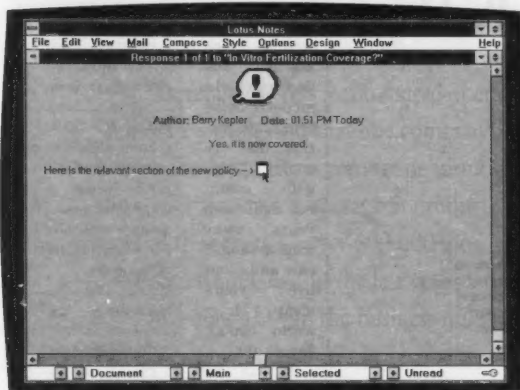 Lotus Notes
File Edit View Mail Compose Style Options Design Window Help
Response 1 of 1 to "In Vitro Fertilization Coverage?"
!
Author: Barry Kepler Date: 01:51 PM Today
Yes, it is now covered.
Here is the relevant section of the new policy -->
Document Main Selected Unread